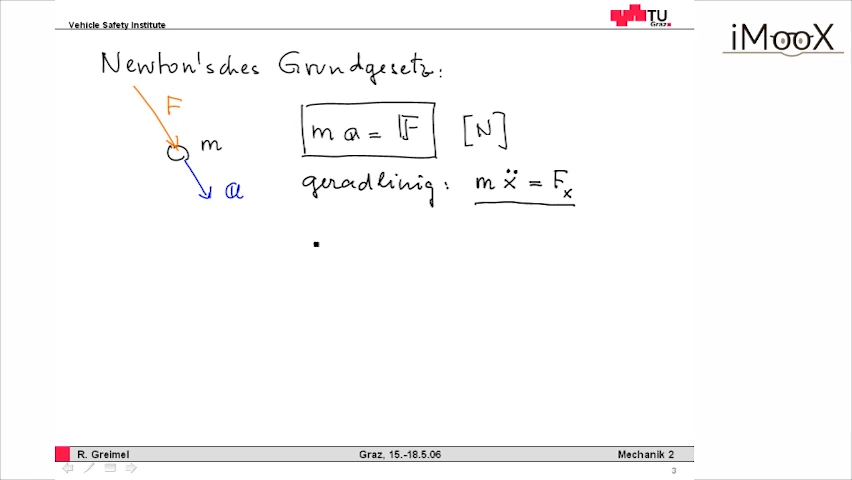 Vehicle Safety Institute
TU
Graz
iMooX
Newton'sches Grundgesetz:
F
m
a
m a = F [N]
geradlinig: m ẍ = Fx
R. Greimel Graz, 15.-18.5.06 Mechanik 2
3